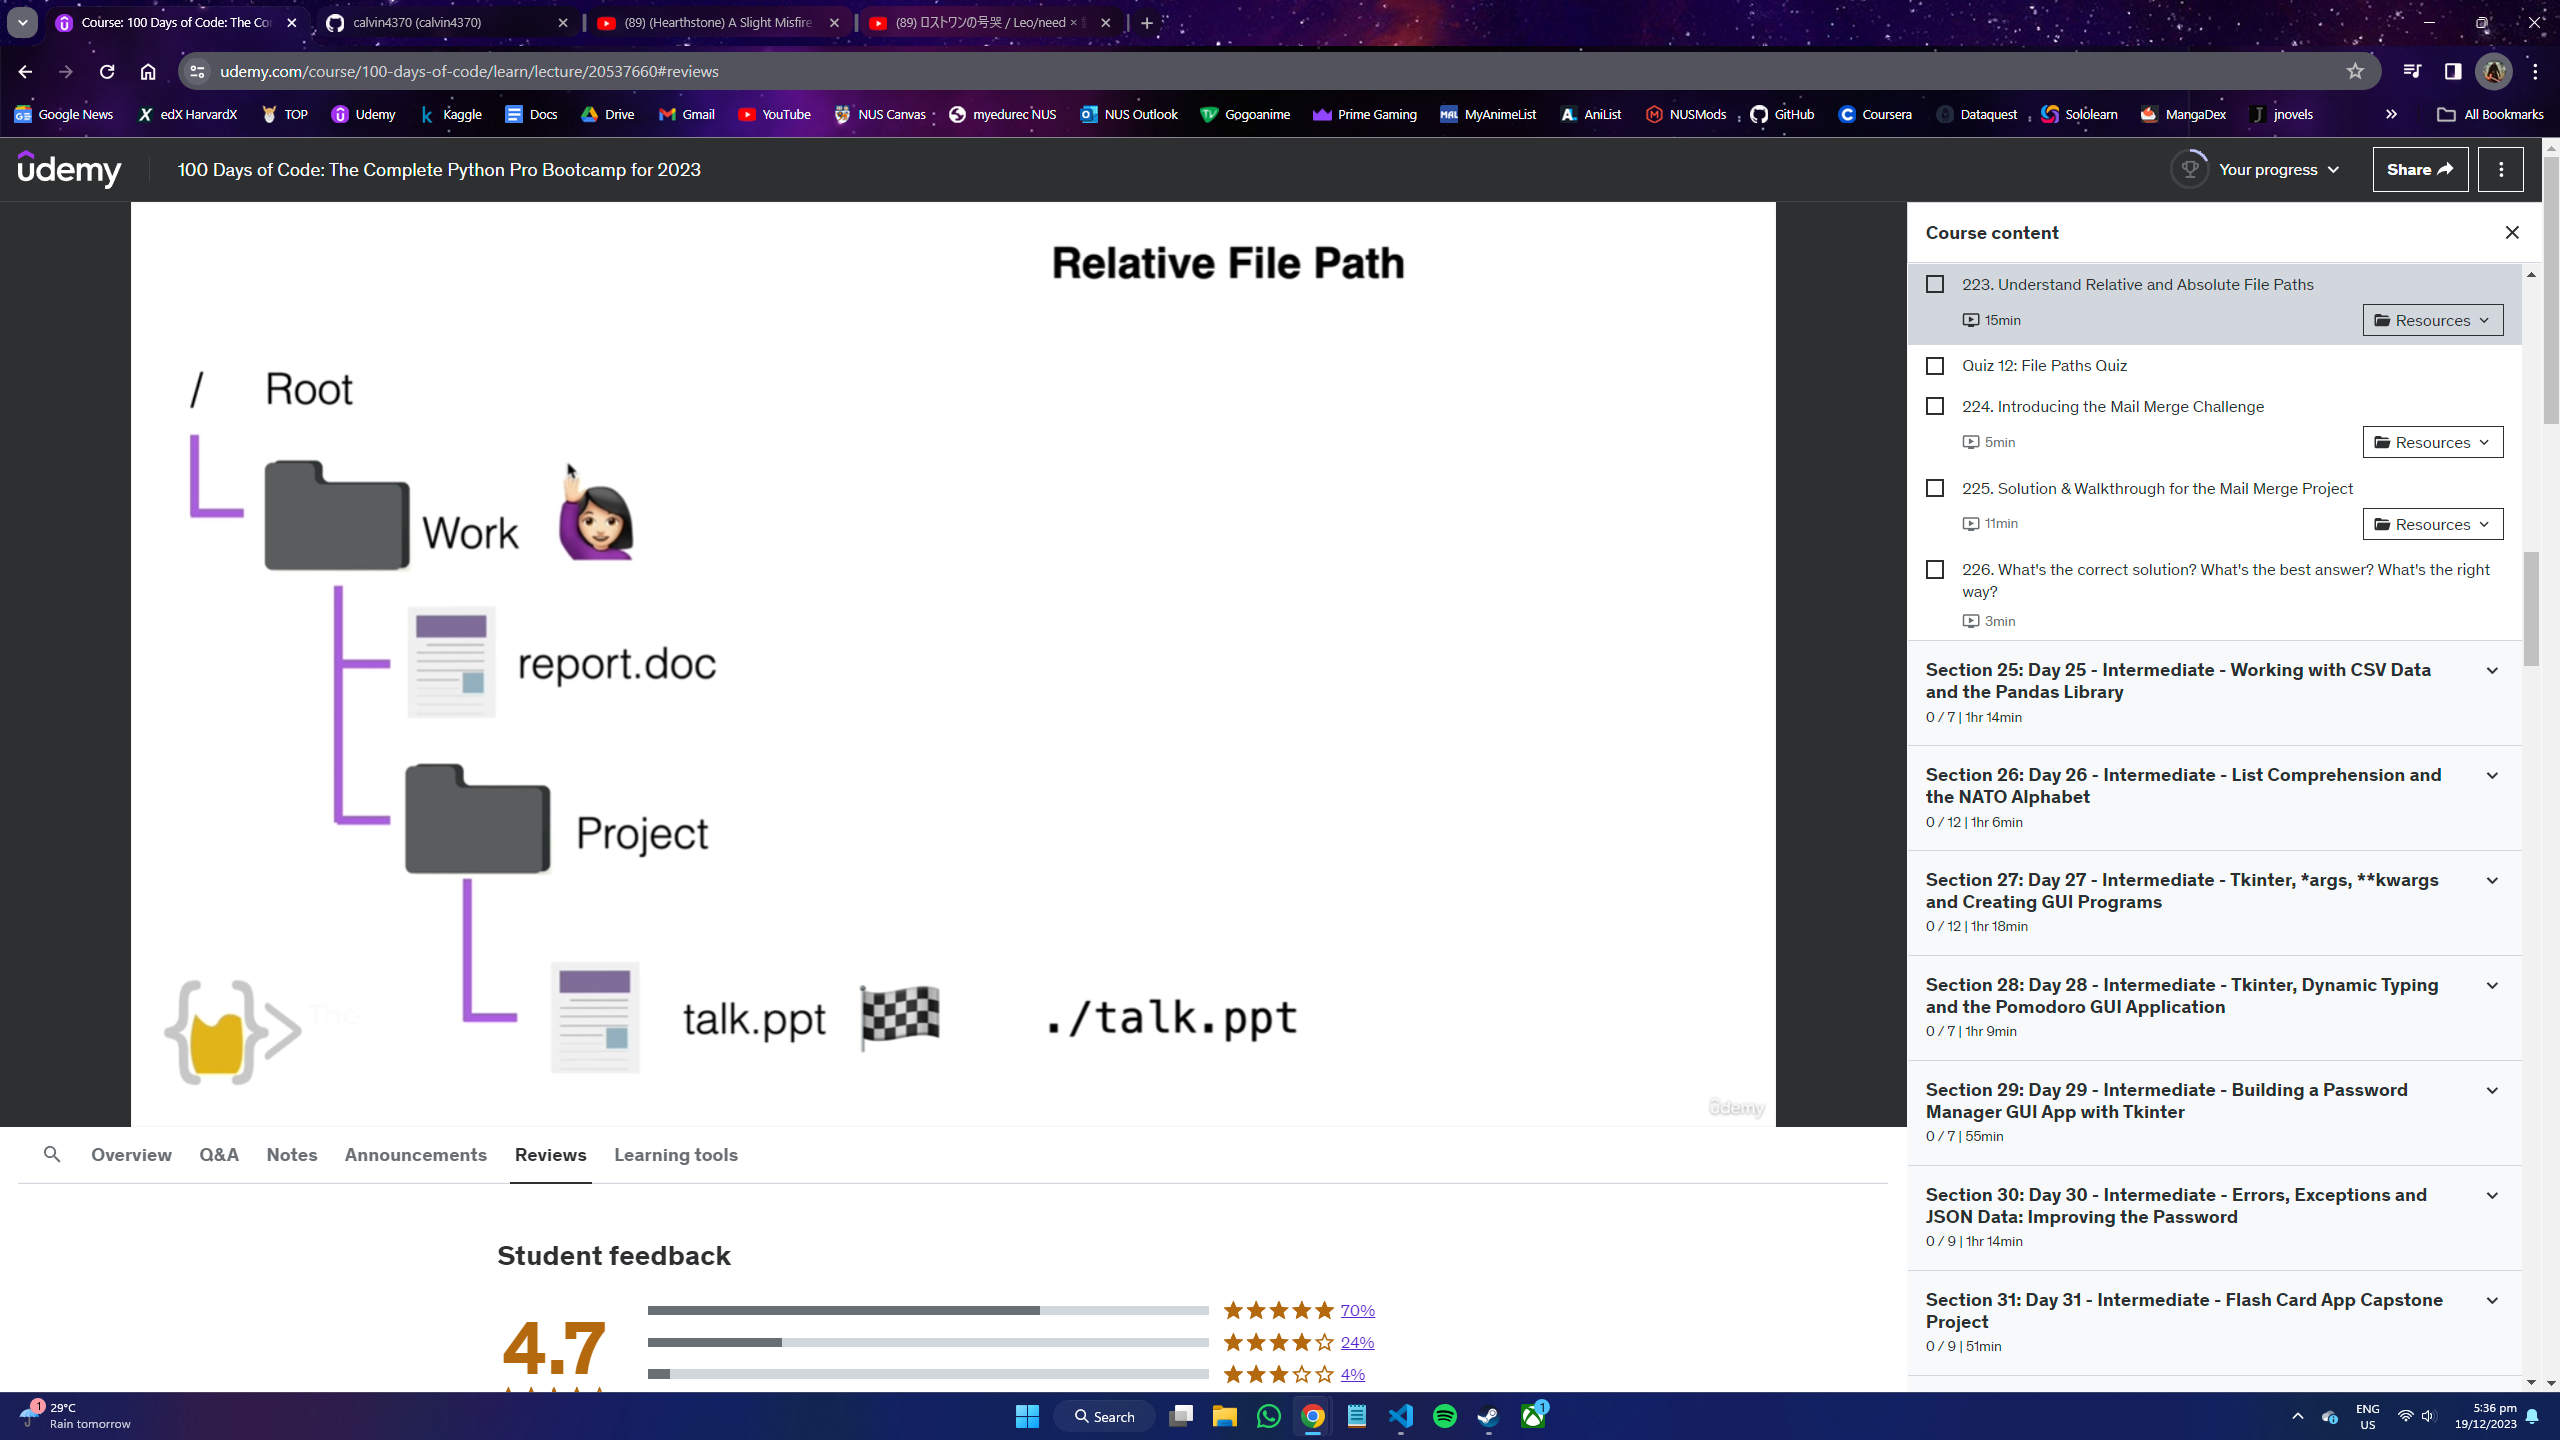 Course: 100 Days of Code: The Co
calvin4370 (calvin4370)
(89) (Hearthstone) A Slight Misfire
(89) ロストワンの号哭 / Leo/need ×
udemy.com/course/100-days-of-code/learn/lecture/20537660#reviews
Google News
edX HarvardX
TOP
Udemy
Kaggle
Docs
Drive
Gmail
YouTube
NUS Canvas
myedurec NUS
NUS Outlook
Gogoanime
Prime Gaming
MyAnimeList
AniList
NUSMods
GitHub
Coursera
Dataquest
Sololearn
MangaDex
jnovels
All Bookmarks
udemy
100 Days of Code: The Complete Python Pro Bootcamp for 2023
Your progress
Share
Relative File Path
/ Root
Work
report.doc
Project
talk.ppt
./talk.ppt
udemy
Course content
223. Understand Relative and Absolute File Paths
15min
Resources
Quiz 12: File Paths Quiz
224. Introducing the Mail Merge Challenge
5min
Resources
225. Solution & Walkthrough for the Mail Merge Project
11min
Resources
226. What's the correct solution? What's the best answer? What's the right
way?
3min
Section 25: Day 25 - Intermediate - Working with CSV Data
and the Pandas Library
0 / 7 | 1hr 14min
Section 26: Day 26 - Intermediate - List Comprehension and
the NATO Alphabet
0 / 12 | 1hr 6min
Section 27: Day 27 - Intermediate - Tkinter, *args, **kwargs
and Creating GUI Programs
0 / 12 | 1hr 18min
Section 28: Day 28 - Intermediate - Tkinter, Dynamic Typing
and the Pomodoro GUI Application
0 / 7 | 1hr 9min
Section 29: Day 29 - Intermediate - Building a Password
Manager GUI App with Tkinter
0 / 7 | 55min
Section 30: Day 30 - Intermediate - Errors, Exceptions and
JSON Data: Improving the Password
0 / 9 | 1hr 14min
Section 31: Day 31 - Intermediate - Flash Card App Capstone
Project
0 / 9 | 51min
Overview
Q&A
Notes
Announcements
Reviews
Learning tools
Student feedback
4.7
70%
24%
4%
1
29°C
Rain tomorrow
Search
1
ENG
US
5:36 pm
19/12/2023